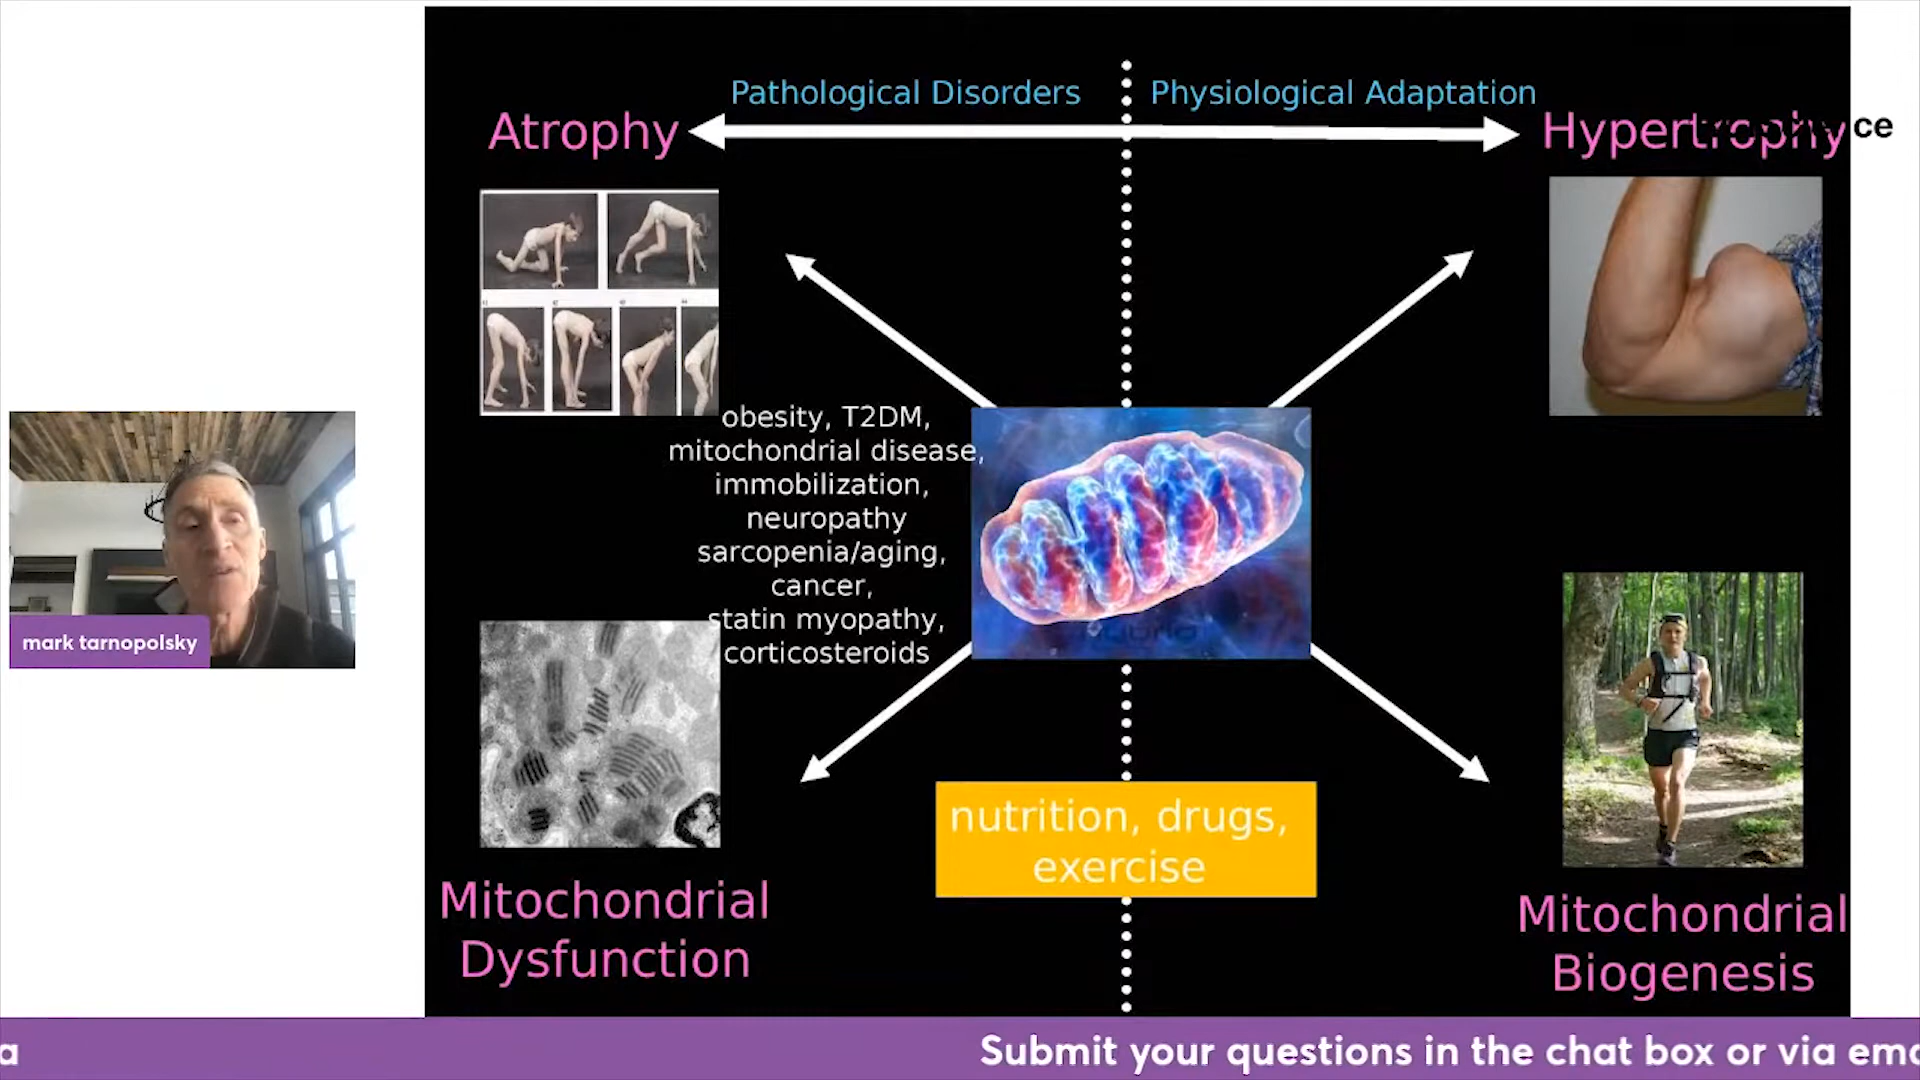 Pathological Disorders
Physiological Adaptation
Atrophy
Hypertrophy
ce
obesity, T2DM,
mitochondrial disease,
immobilization,
neuropathy
sarcopenia/aging,
cancer,
statin myopathy,
corticosteroids
mark tarnopolsky
nutrition, drugs,
exercise
Mitochondrial
Dysfunction
Mitochondrial
Biogenesis
a
Submit your questions in the chat box or via ema